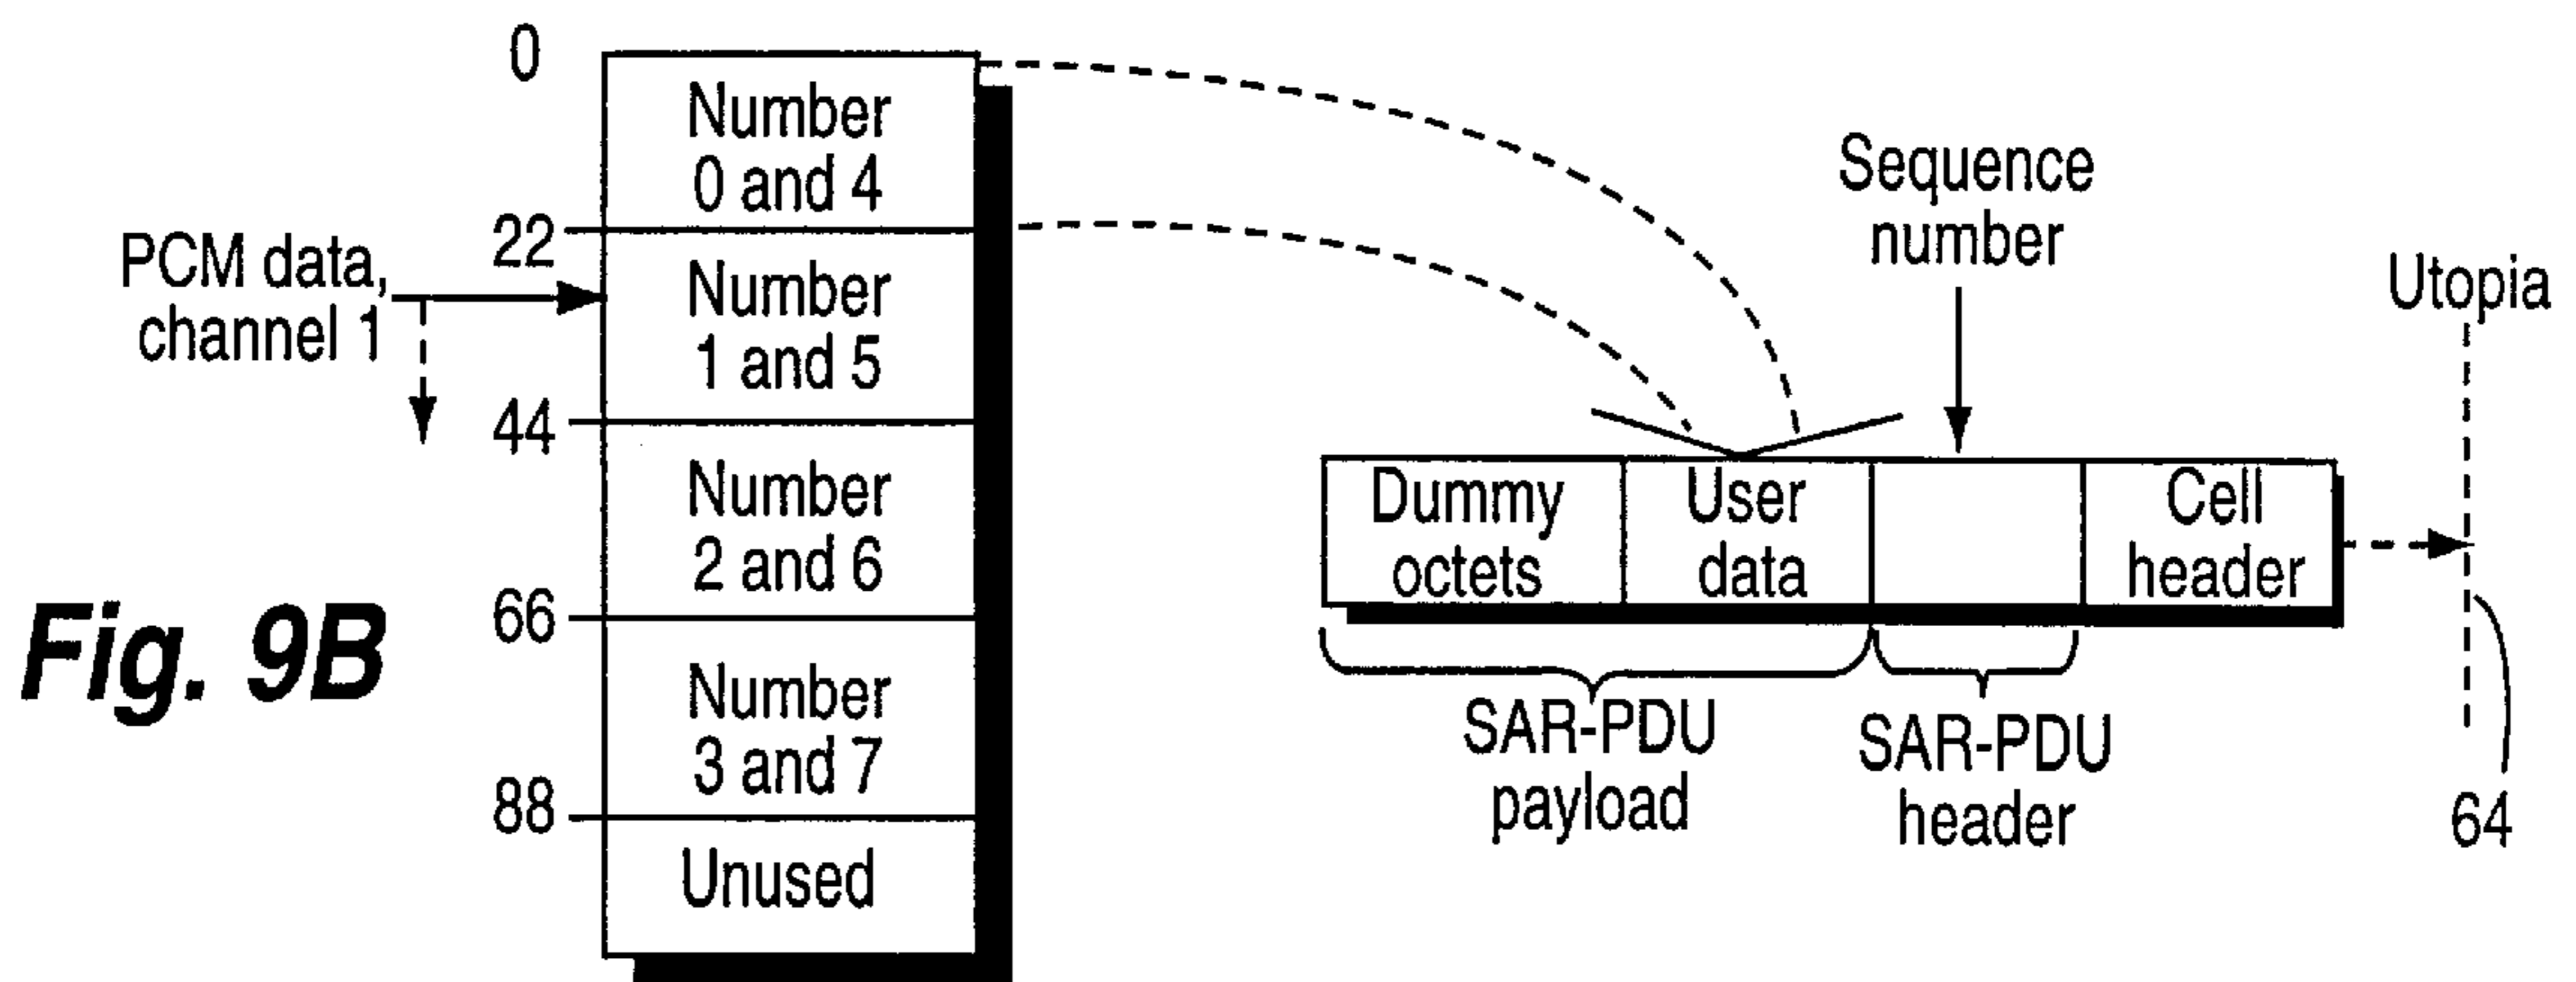 0
Number
0 and 4
22
PCM data,
channel 1
Number
1 and 5
44
Number
2 and 6
66
Number
3 and 7
88
Unused
Fig. 9B
Sequence
number
Utopia
Dummy
octets
User
data
Cell
header
SAR-PDU
payload
SAR-PDU
header
64